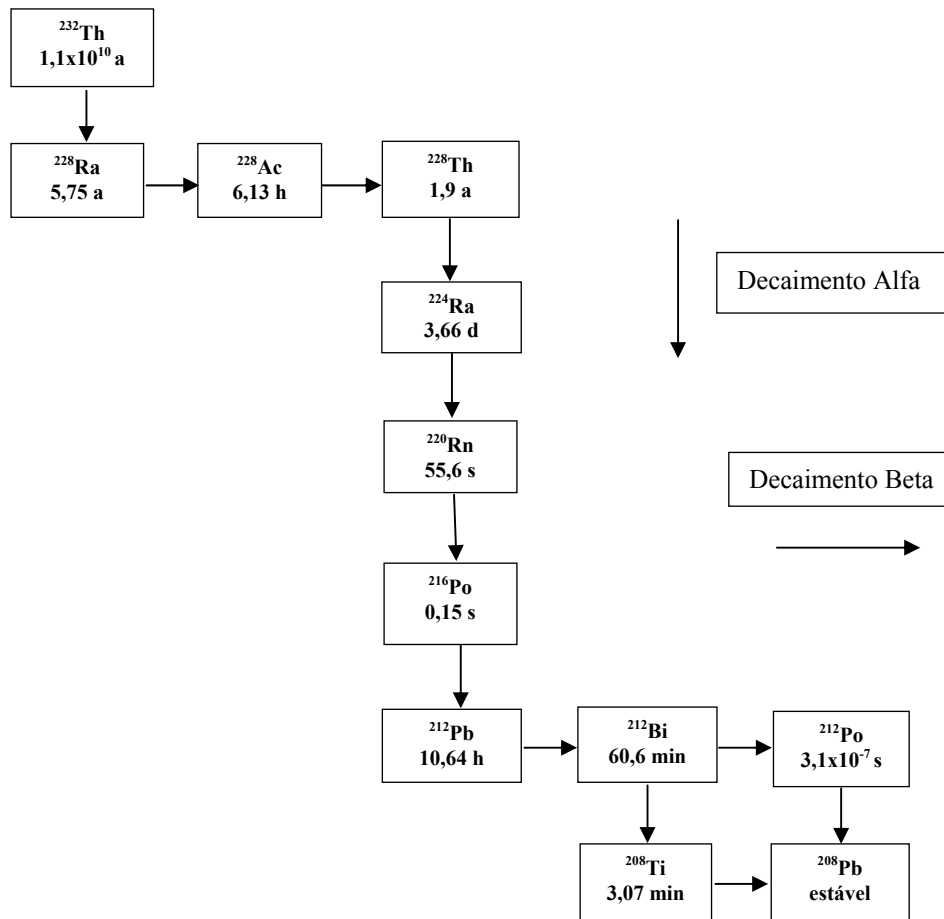 ²³²Th
1,1x10¹⁰ a
²²⁸Ra
5,75 a
²²⁸Ac
6,13 h
²²⁸Th
1,9 a
²²⁴Ra
3,66 d
Decaimento Alfa
²²⁰Rn
55,6 s
Decaimento Beta
²¹⁶Po
0,15 s
²¹²Pb
10,64 h
²¹²Bi
60,6 min
²¹²Po
3,1x10⁻⁷ s
²⁰⁸Ti
3,07 min
²⁰⁸Pb
estável